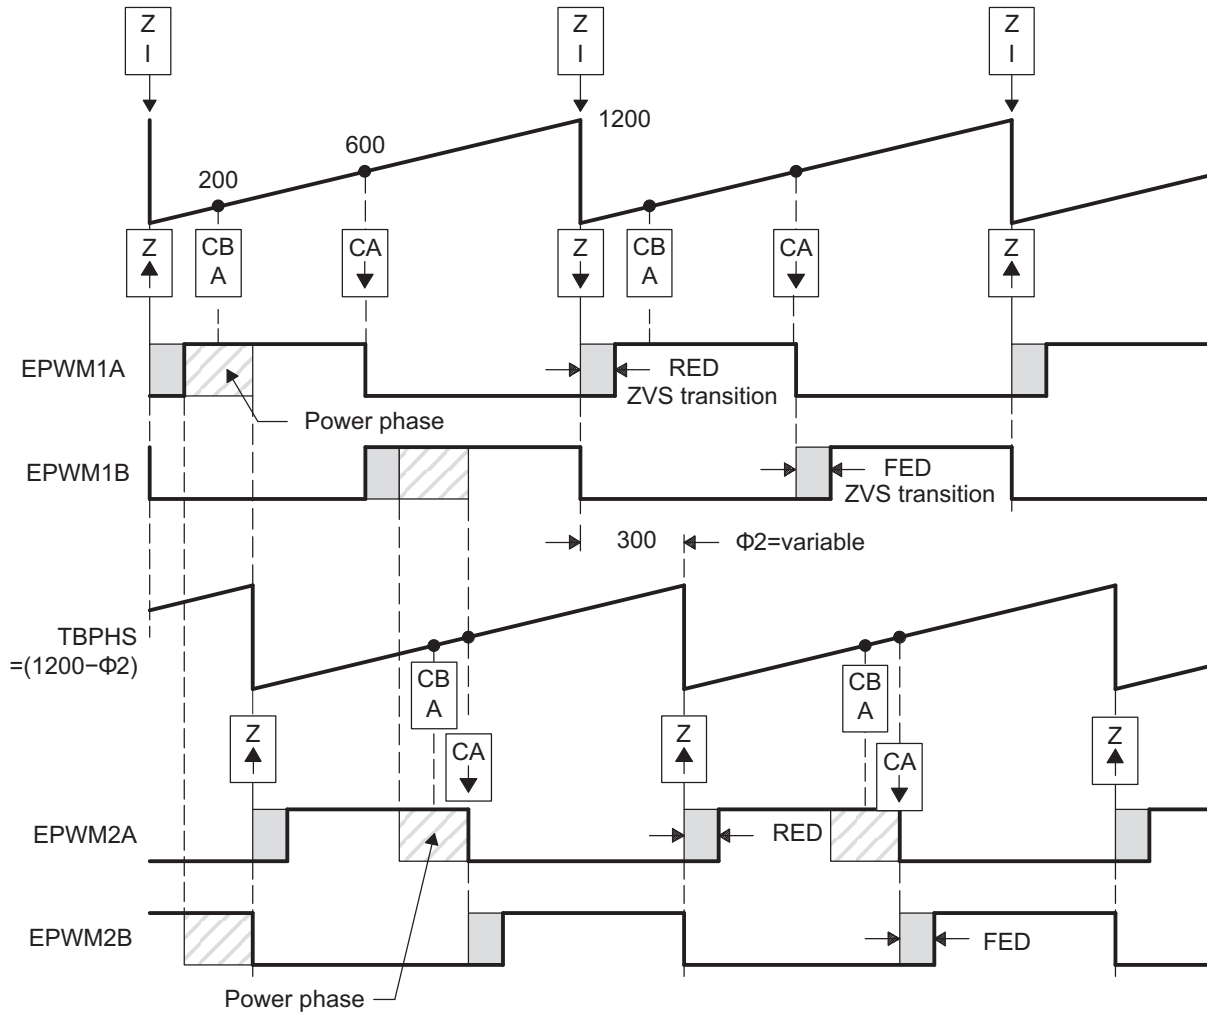 Z
I
Z
I
Z
I
1200
600
200
Z
CB
A
CA
Z
CB
A
CA
Z
EPWM1A
RED
ZVS transition
Power phase
EPWM1B
FED
ZVS transition
300
Φ2=variable
TBPHS
=(1200−Φ2)
CB
A
CB
A
Z
CA
Z
CA
Z
EPWM2A
RED
EPWM2B
FED
Power phase